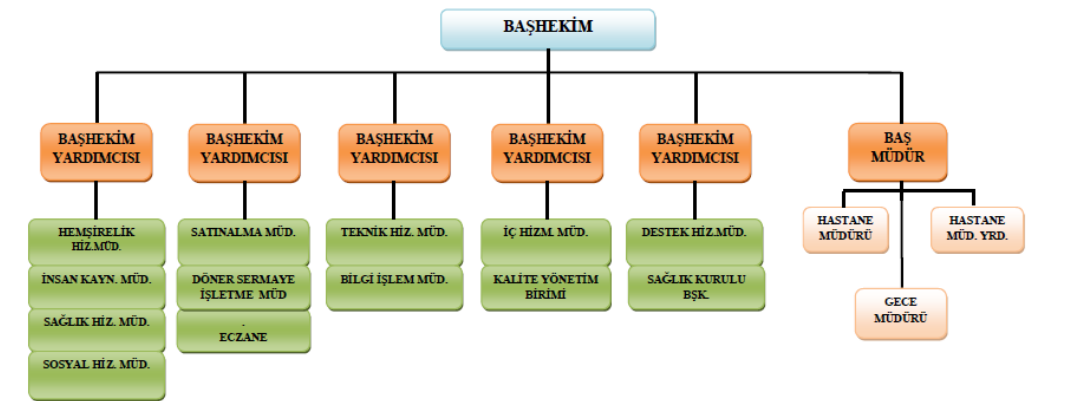 BAŞHEKİM
BAŞHEKİM
YARDIMCISI
BAŞHEKİM
YARDIMCISI
BAŞHEKİM
YARDIMCISI
BAŞHEKİM
YARDIMCISI
BAŞHEKİM
YARDIMCISI
BAŞ
MÜDÜR
HEMŞİRELİK
HİZ.MÜD.
İNSAN KAYN. MÜD.
SAĞLIK HİZ. MÜD.
SOSYAL HİZ. MÜD.
SATINALMA MÜD.
DÖNER SERMAYE
İŞLETME MÜD
.
ECZANE
TEKNİK HİZ. MÜD.
BİLGİ İŞLEM MÜD.
İÇ HİZM. MÜD.
KALİTE YÖNETİM
BİRİMİ
DESTEK HİZ.MÜD.
SAĞLIK KURULU
BŞK.
HASTANE
MÜDÜRÜ
HASTANE
MÜD. YRD.
GECE
MÜDÜRÜ